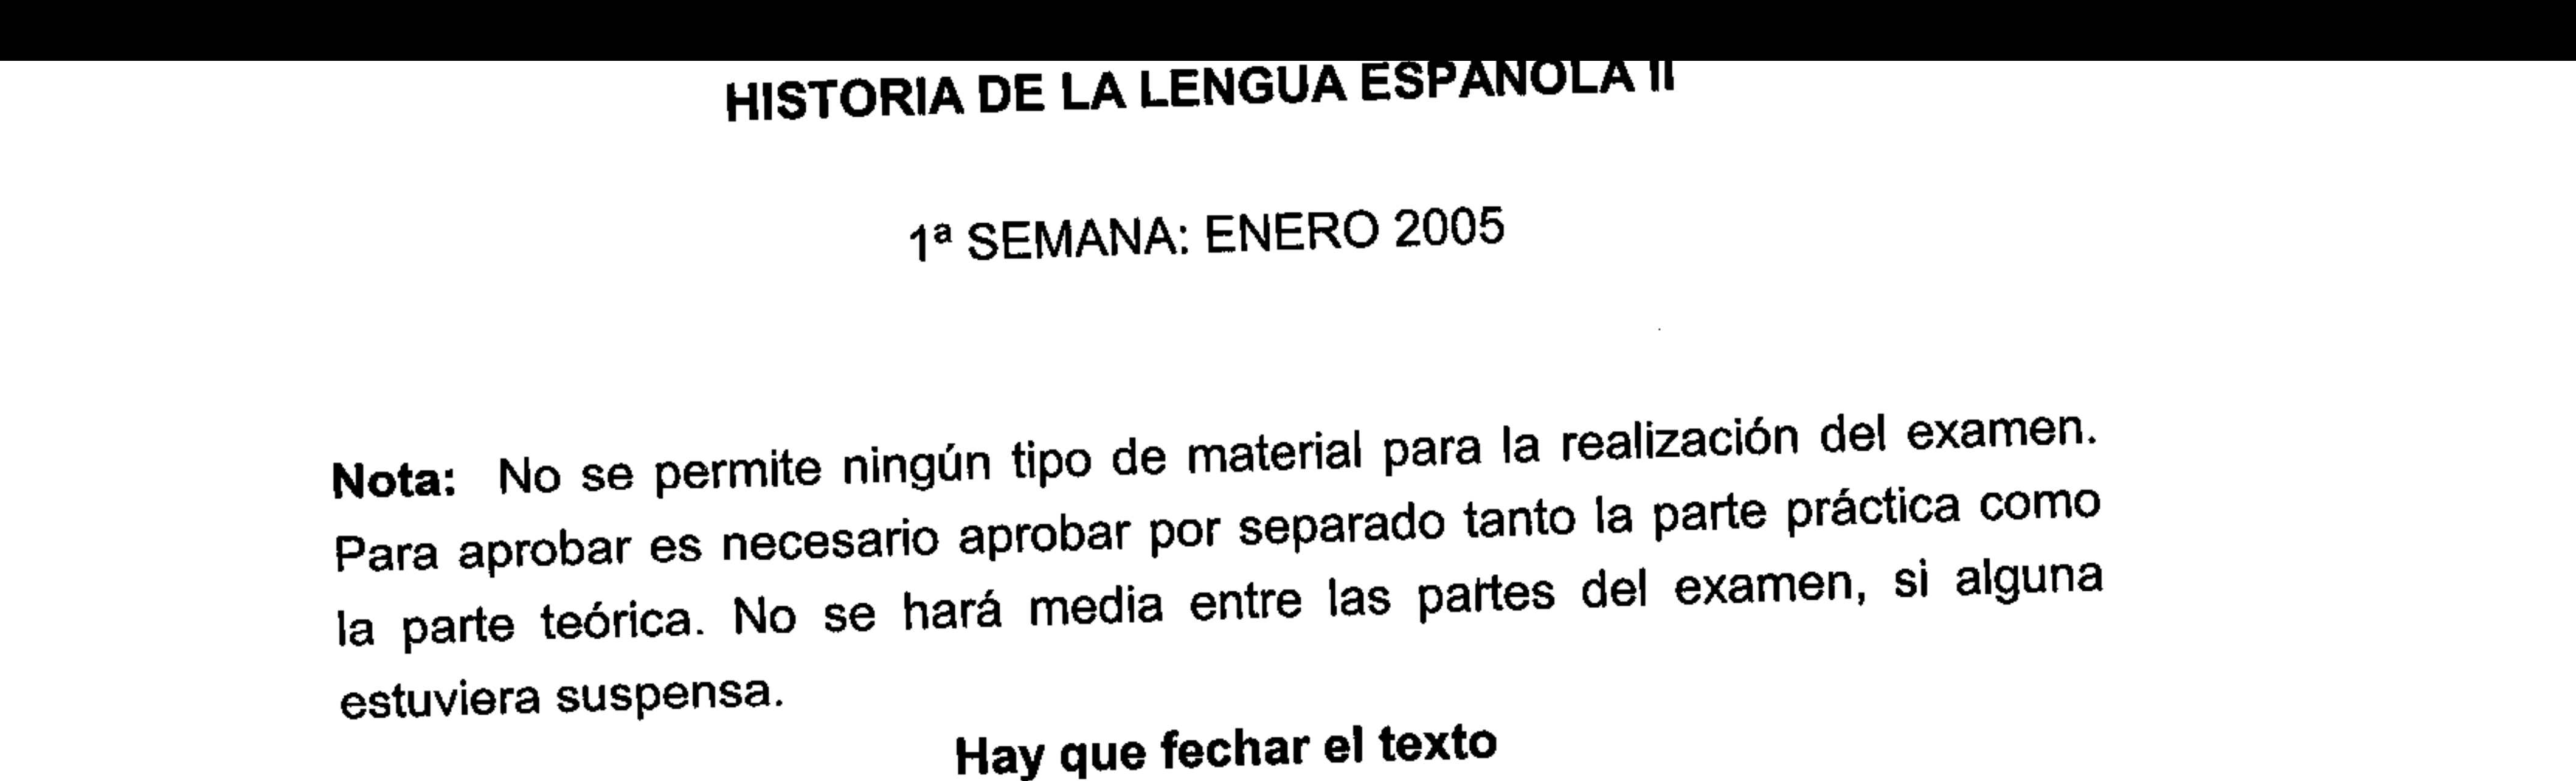 HISTORIA DE LA LENGUA ESPAÑOLA II
1ª SEMANA: ENERO 2005
Nota: No se permite ningún tipo de material para la realización del examen.
Para aprobar es necesario aprobar por separado tanto la parte práctica como
la parte teórica. No se hará media entre las partes del examen, si alguna
estuviera suspensa.
Hay que fechar el texto